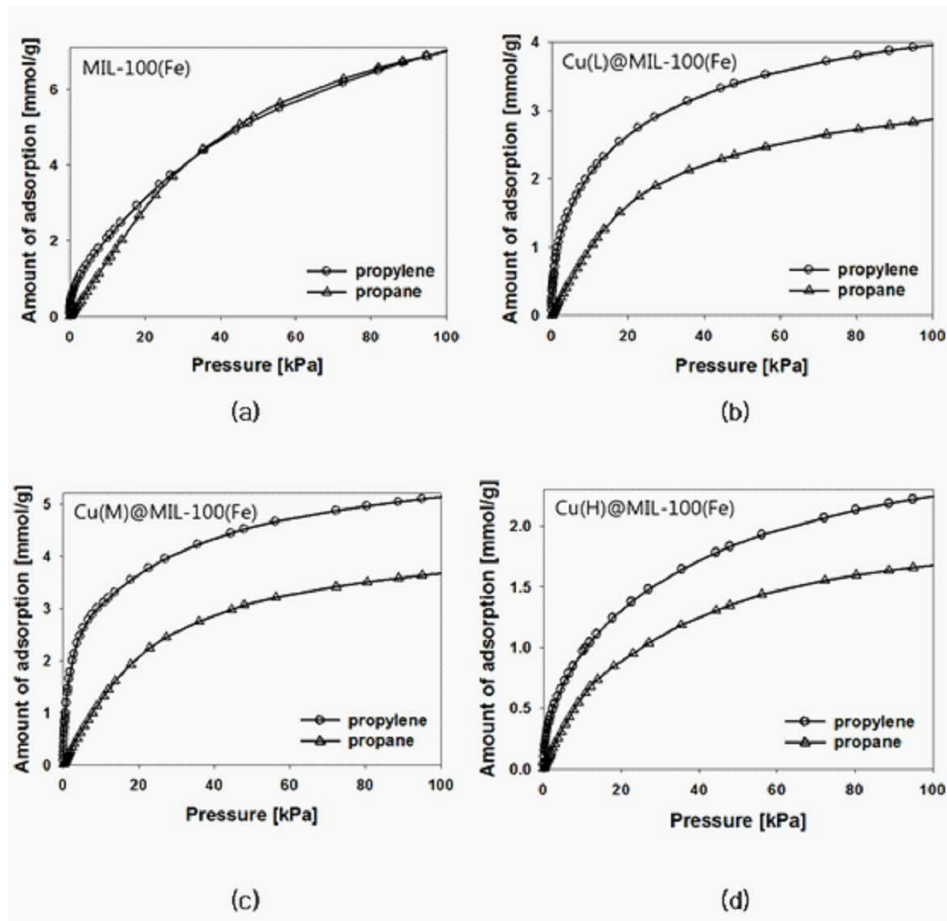 MIL-100(Fe)
Amount of adsorption [mmol/g]
6
4
2
0
propylene
propane
0 20 40 60 80 100
Pressure [kPa]
(a)
Cu(L)@MIL-100(Fe)
Amount of adsorption [mmol/g]
4
3
2
1
0
propylene
propane
0 20 40 60 80 100
Pressure [kPa]
(b)
Cu(M)@MIL-100(Fe)
Amount of adsorption [mmol/g]
5
4
3
2
1
0
propylene
propane
0 20 40 60 80 100
Pressure [kPa]
(c)
Cu(H)@MIL-100(Fe)
Amount of adsorption [mmol/g]
2.0
1.5
1.0
0.5
0.0
propylene
propane
0 20 40 60 80 100
Pressure [kPa]
(d)